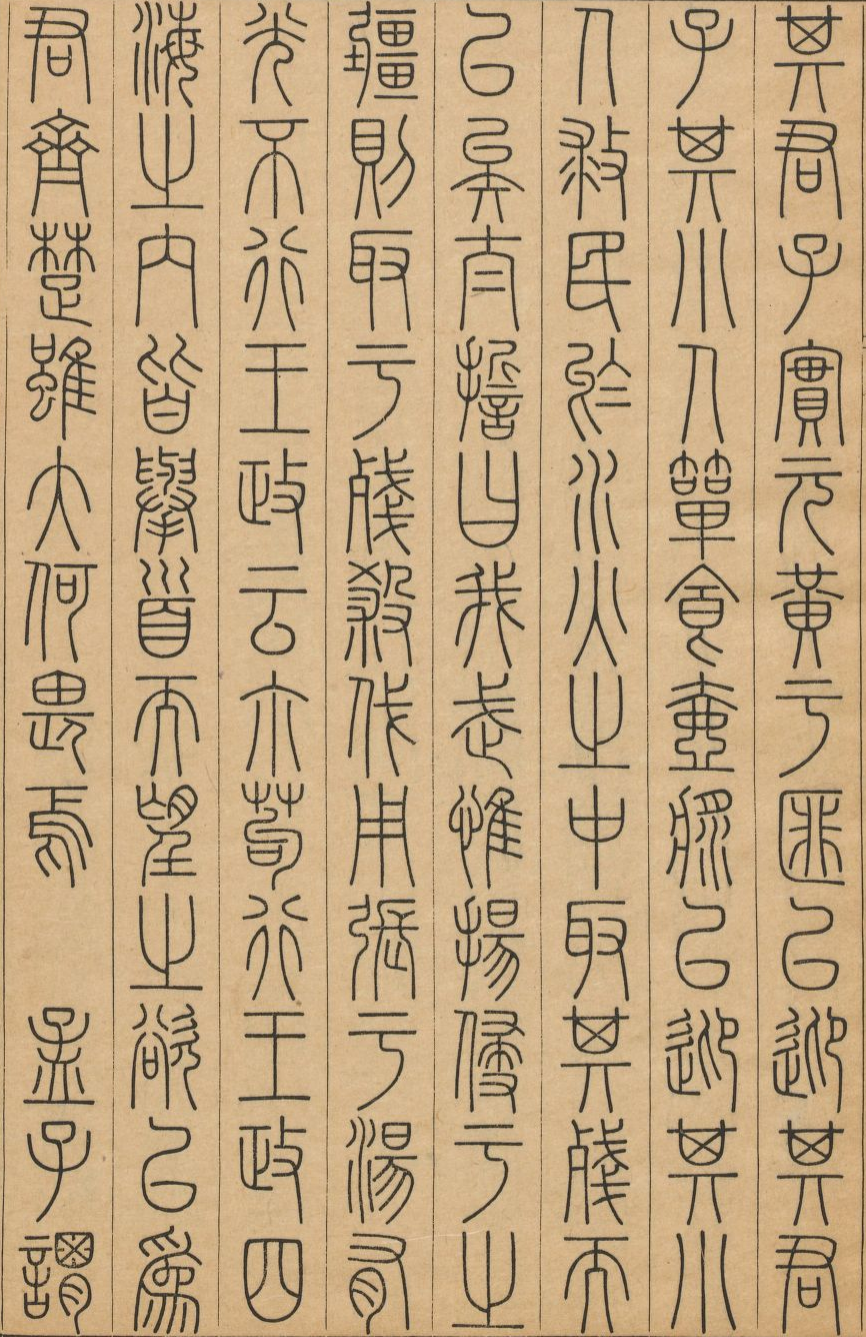 其君子實元黃于匪以迎其君
子其小人簞食壺漿以迎其小
人救民於水火之中取其殘而
已矣太誓曰我武惟揚侵于之
疆則取于殘殺伐用張于湯有
光不行王政云尒苟行王政四
海之內皆舉首而望之欲以為
君齊楚雖大何畏焉 孟子謂